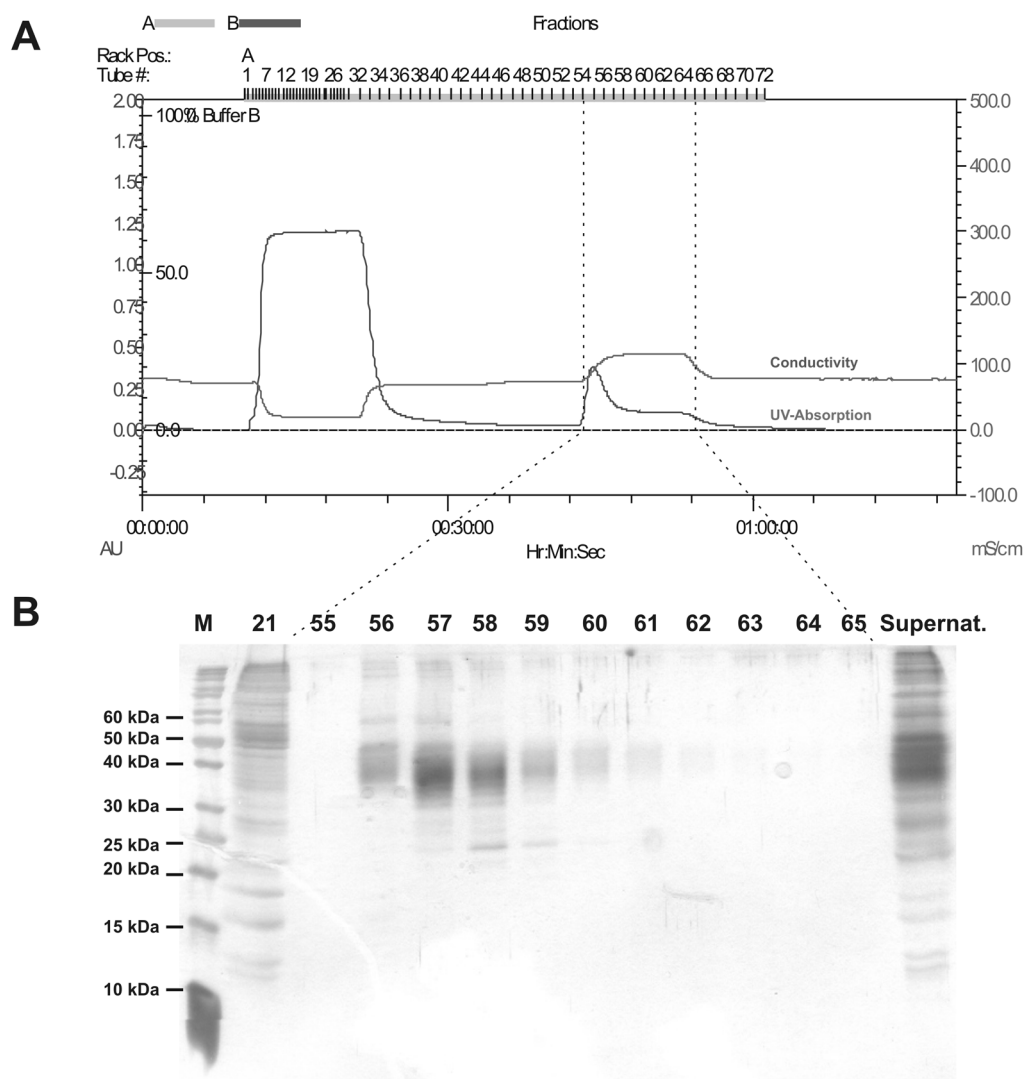 A
A B Fractions
Rack Pos.: A
Tube #: 1 7 12 19 26 32 34 36 38 40 42 44 46 48 50 52 54 56 58 60 62 64 66 68 70 72
2.00 100.0 % Buffer B 500.0
1.75
400.0
1.50
1.25 300.0
1.00 50.0
200.0
0.75
0.50 100.0
Conductivity
0.25
UV-Absorption
0.00 0.0 0.0
-0.25
-100.0
00:00:00 00:30:00 01:00:00
AU Hr:Min:Sec mS/cm
B
M 21 55 56 57 58 59 60 61 62 63 64 65 Supernat.
60 kDa
50 kDa
40 kDa
30 kDa
25 kDa
20 kDa
15 kDa
10 kDa